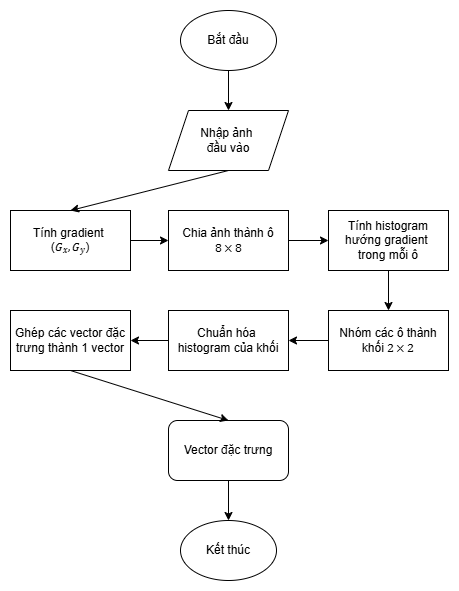 Bắt đầu
Nhập ảnh
đầu vào
Tính gradient
(Gₓ, Gᵧ)
Chia ảnh thành ô
8 × 8
Tính histogram
hướng gradient
trong mỗi ô
Nhóm các ô thành
khối 2 × 2
Chuẩn hóa
histogram của khối
Ghép các vector đặc
trưng thành 1 vector
Vector đặc trưng
Kết thúc